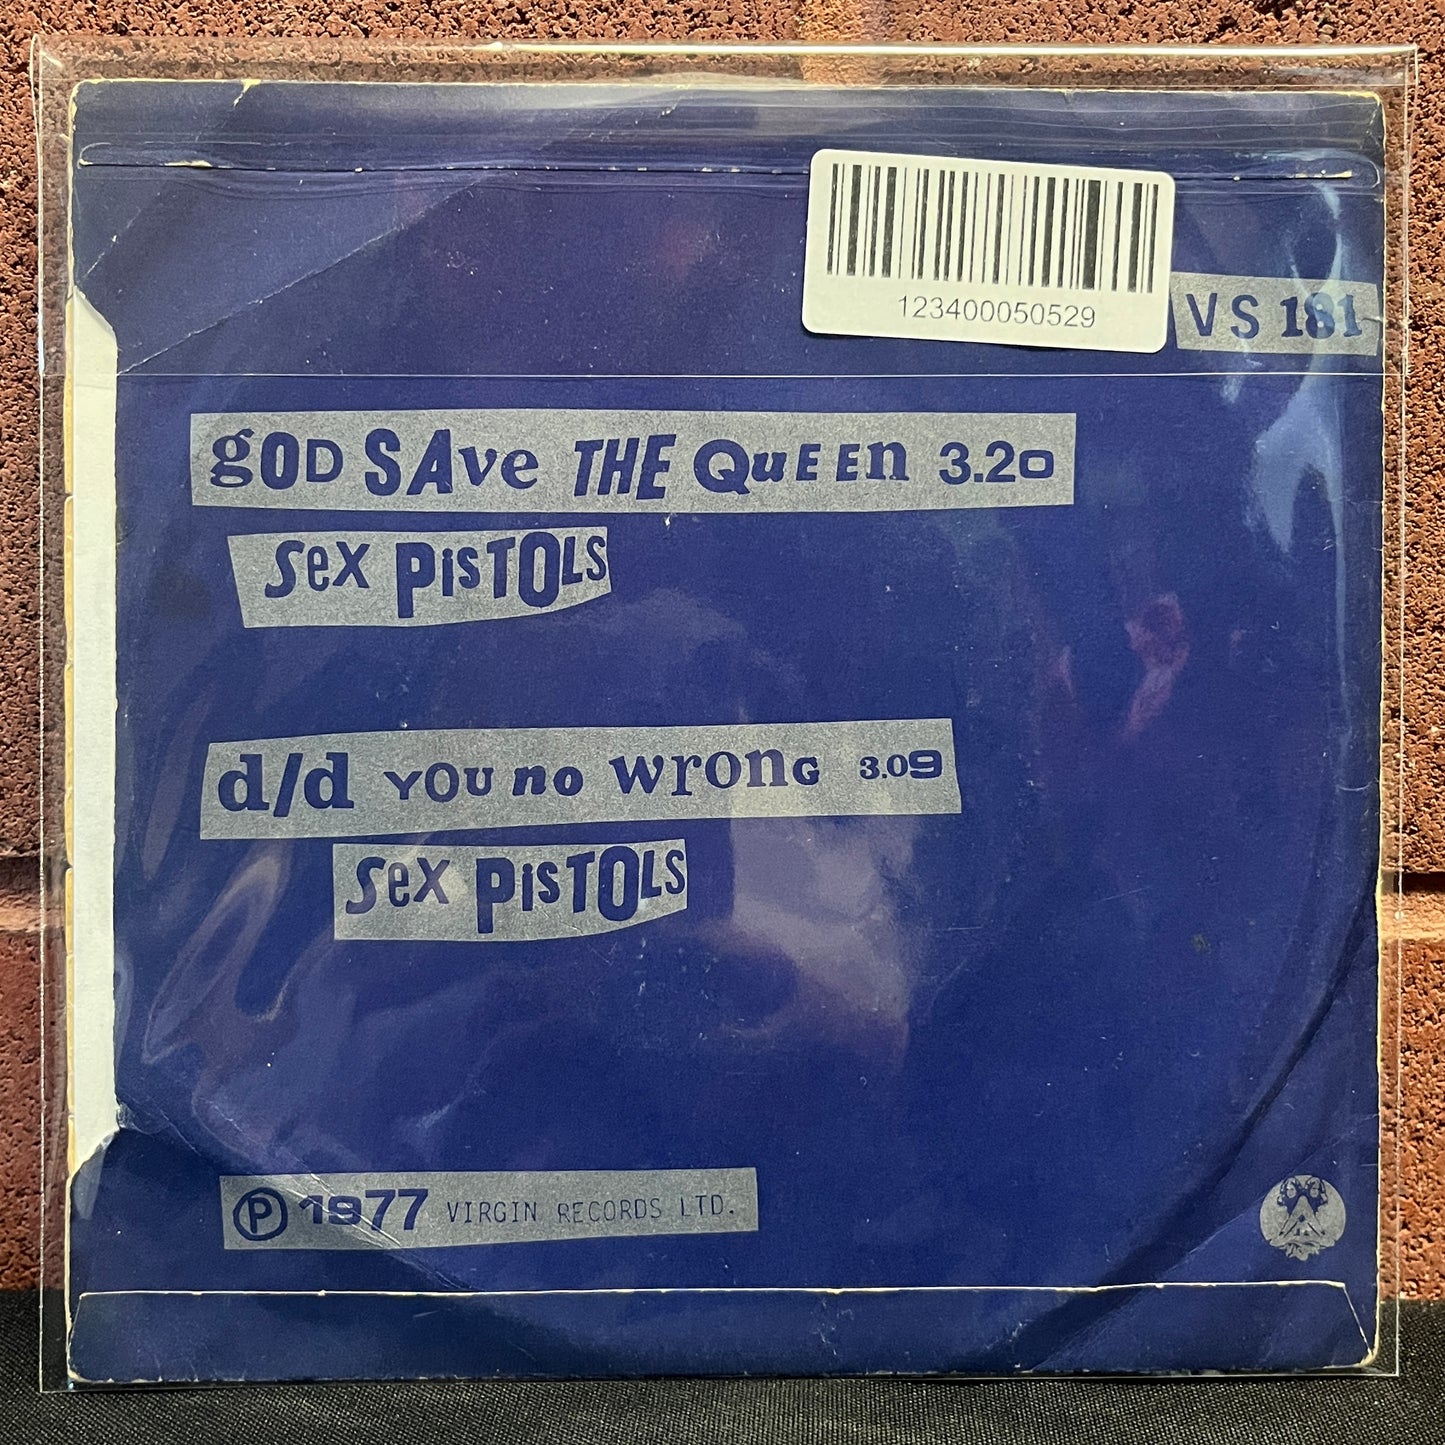 123400050529
VS 181
gOD SAve THE QuEEn 3.20
Sex PiSTOLS
d/d YOU no wronG 3.09
Sex PiSTOLS
Ⓟ 1977 VIRGIN RECORDS LTD.